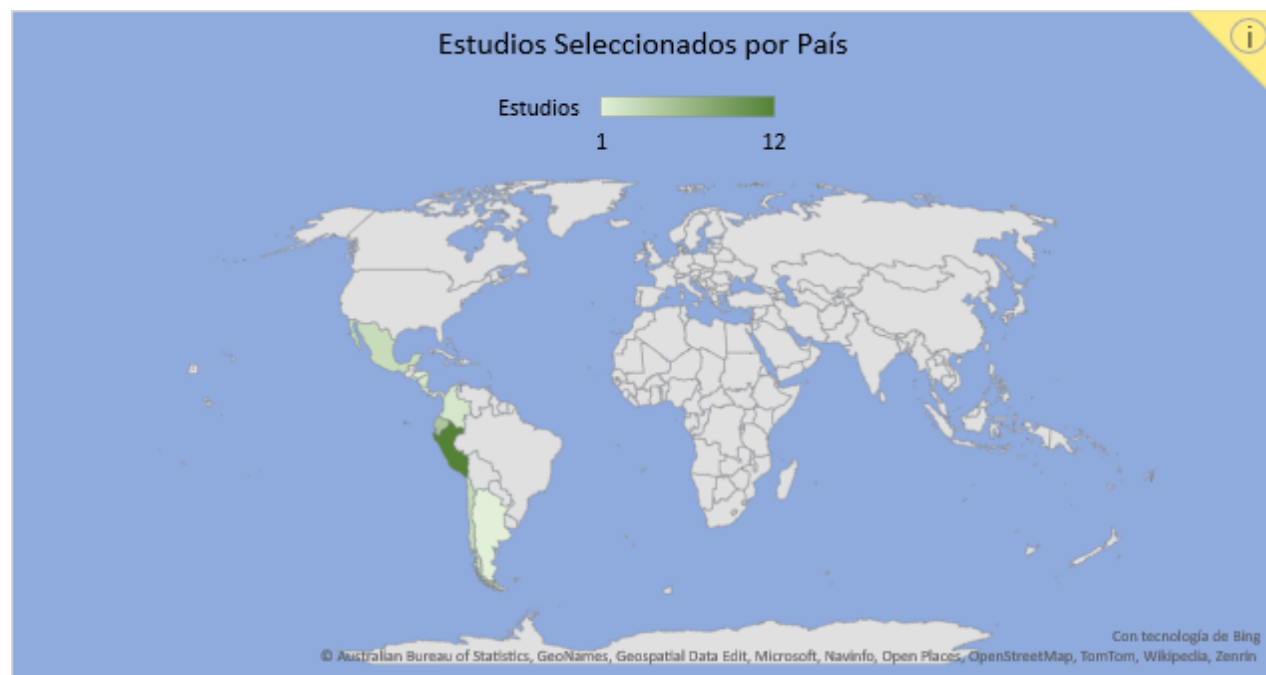 Estudios Seleccionados por País
i
Estudios
1 12
Con tecnología de Bing
© Australian Bureau of Statistics, GeoNames, Geospatial Data Edit, Microsoft, Navinfo, Open Places, OpenStreetMap, TomTom, Wikipedia, Zenrin